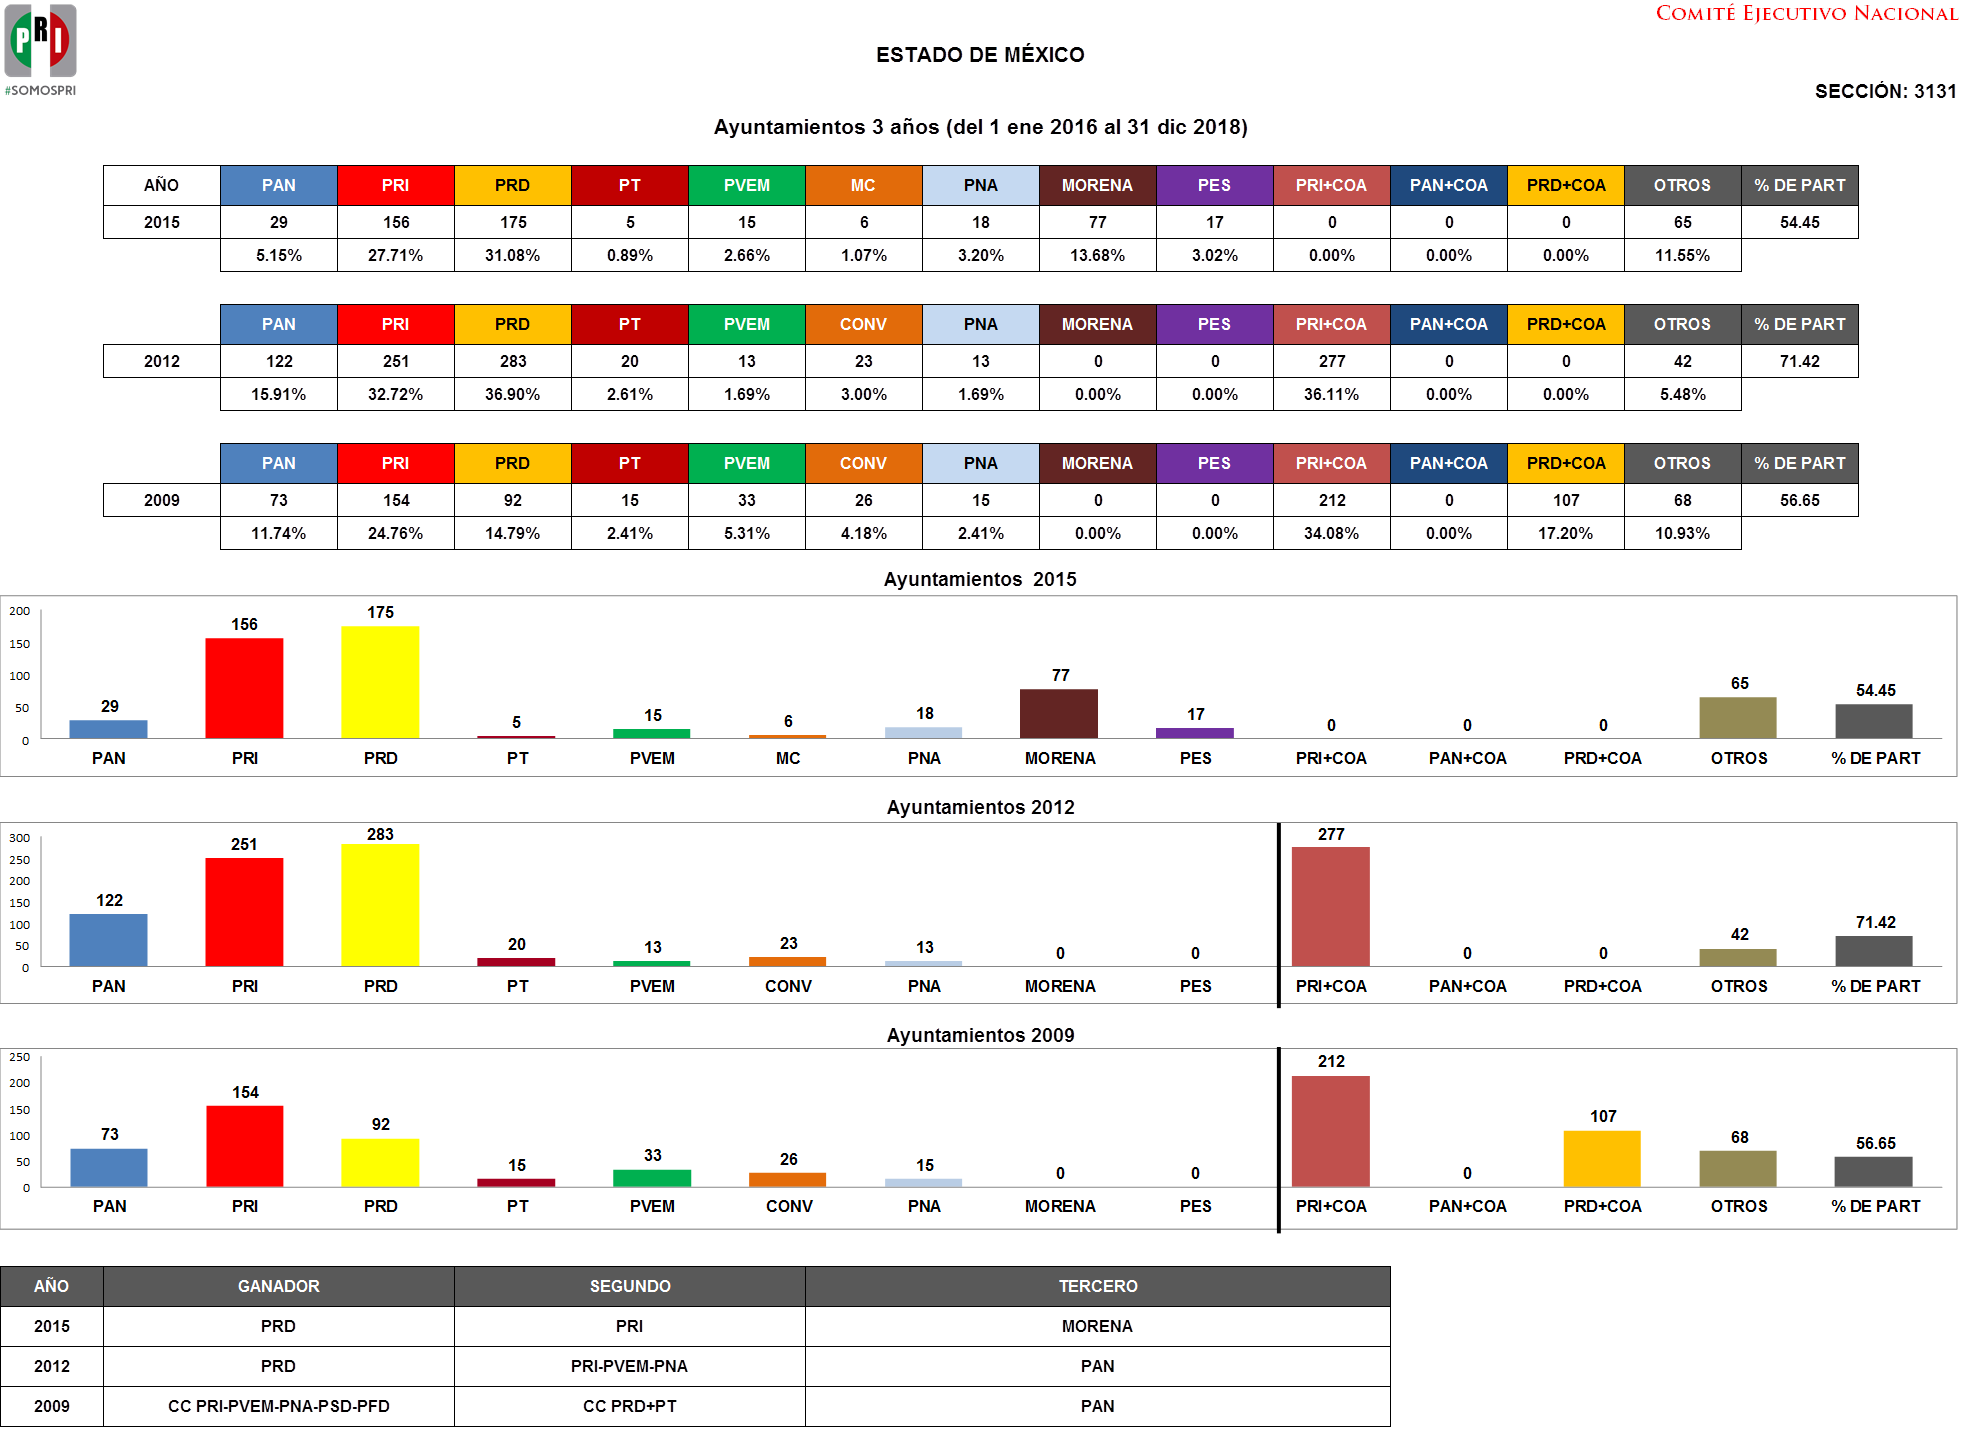 PRI
#SOMOSPRI
COMITÉ EJECUTIVO NACIONAL
ESTADO DE MÉXICO
SECCIÓN: 3131
Ayuntamientos 3 años (del 1 ene 2016 al 31 dic 2018)
AÑO PAN PRI PRD PT PVEM MC PNA MORENA PES PRI+COA PAN+COA PRD+COA OTROS % DE PART
2015 29 156 175 5 15 6 18 77 17 0 0 0 65 54.45
5.15% 27.71% 31.08% 0.89% 2.66% 1.07% 3.20% 13.68% 3.02% 0.00% 0.00% 0.00% 11.55%
PAN PRI PRD PT PVEM CONV PNA MORENA PES PRI+COA PAN+COA PRD+COA OTROS % DE PART
2012 122 251 283 20 13 23 13 0 0 277 0 0 42 71.42
15.91% 32.72% 36.90% 2.61% 1.69% 3.00% 1.69% 0.00% 0.00% 36.11% 0.00% 0.00% 5.48%
PAN PRI PRD PT PVEM CONV PNA MORENA PES PRI+COA PAN+COA PRD+COA OTROS % DE PART
2009 73 154 92 15 33 26 15 0 0 212 0 107 68 56.65
11.74% 24.76% 14.79% 2.41% 5.31% 4.18% 2.41% 0.00% 0.00% 34.08% 0.00% 17.20% 10.93%
Ayuntamientos 2015
200
150
100
50
0
29 156 175 5 15 6 18 77 17 0 0 0 65 54.45
PAN PRI PRD PT PVEM MC PNA MORENA PES PRI+COA PAN+COA PRD+COA OTROS % DE PART
Ayuntamientos 2012
300
250
200
150
100
50
0
122 251 283 20 13 23 13 0 0 277 0 0 42 71.42
PAN PRI PRD PT PVEM CONV PNA MORENA PES PRI+COA PAN+COA PRD+COA OTROS % DE PART
Ayuntamientos 2009
250
200
150
100
50
0
73 154 92 15 33 26 15 0 0 212 0 107 68 56.65
PAN PRI PRD PT PVEM CONV PNA MORENA PES PRI+COA PAN+COA PRD+COA OTROS % DE PART
AÑO GANADOR SEGUNDO TERCERO
2015 PRD PRI MORENA
2012 PRD PRI-PVEM-PNA PAN
2009 CC PRI-PVEM-PNA-PSD-PFD CC PRD+PT PAN